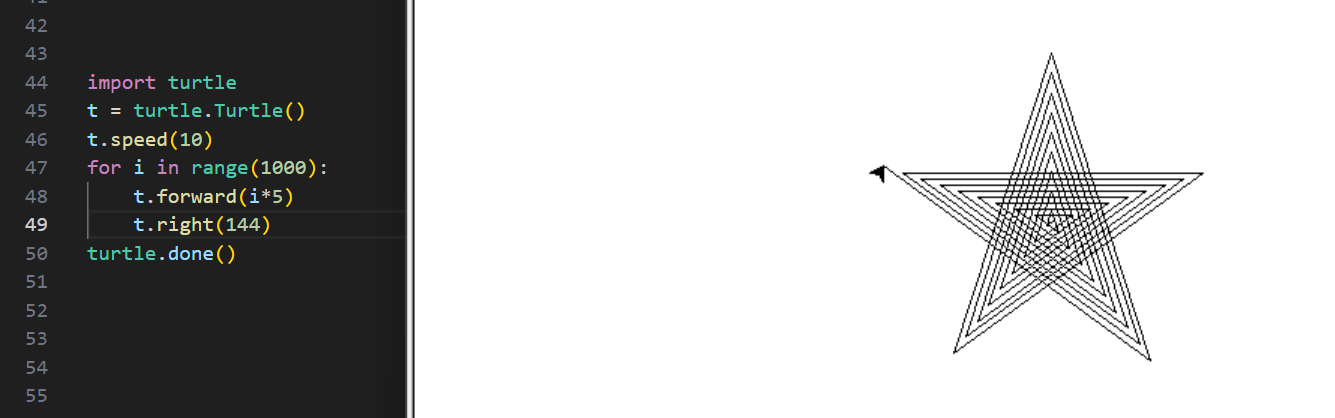 41
42
43
44 import turtle
45 t = turtle.Turtle()
46 t.speed(10)
47 for i in range(1000):
48     t.forward(i*5)
49     t.right(144)
50 turtle.done()
51
52
53
54
55